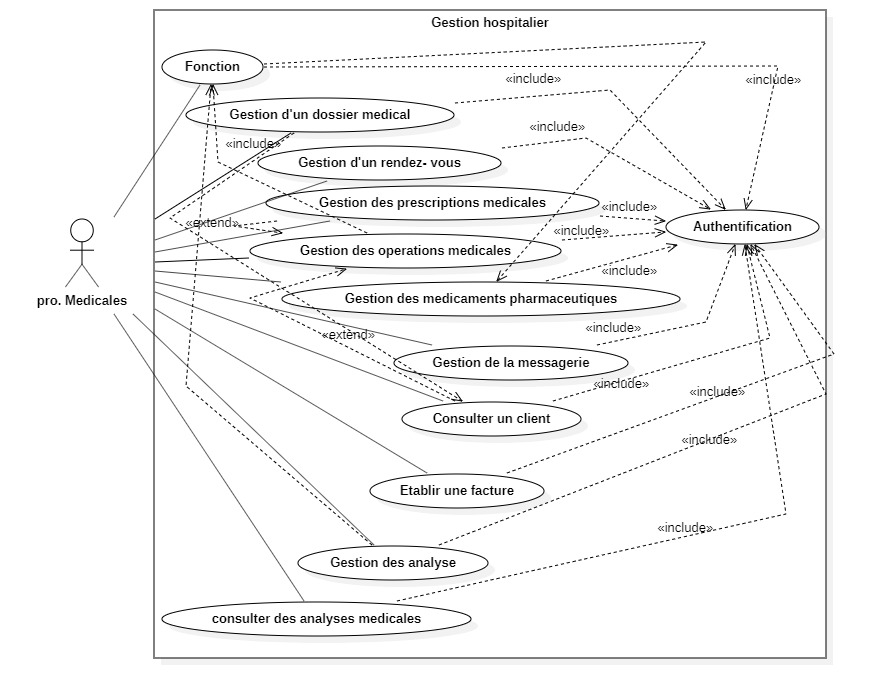 Gestion hospitalier
Fonction
«include»
«include»
Gestion d'un dossier medical
«include»
«include»
Gestion d'un rendez- vous
Gestion des prescriptions medicales
«include»
«extend»
Authentification
«include»
Gestion des operations medicales
«include»
Gestion des medicaments pharmaceutiques
pro. Medicales
«include»
«extend»
Gestion de la messagerie
«include»
«include»
Consulter un client
«include»
Etablir une facture
«include»
Gestion des analyse
consulter des analyses medicales